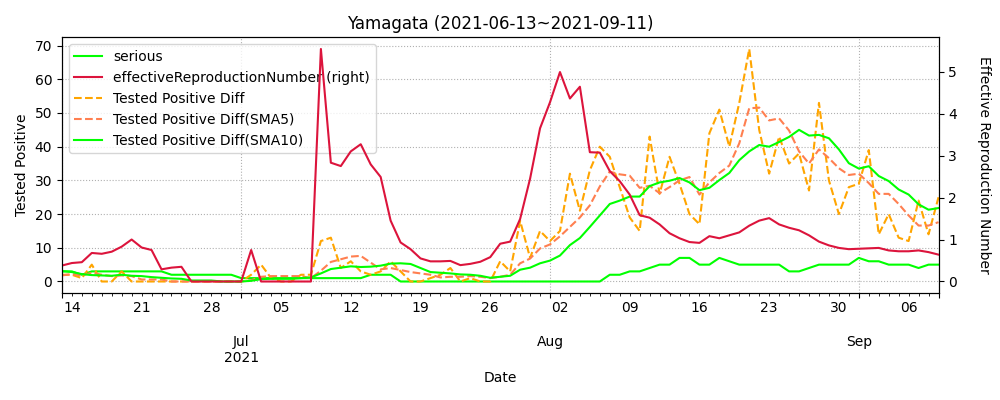 Yamagata (2021-06-13~2021-09-11)
serious
effectiveReproductionNumber (right)
Tested Positive Diff
Tested Positive Diff(SMA5)
Tested Positive Diff(SMA10)
Tested Positive
70
60
50
40
30
20
10
0
Effective Reproduction Number
5
4
3
2
1
0
14 21 28 05 12 19 26 02 09 16 23 30 06
Jul Aug Sep
2021
Date